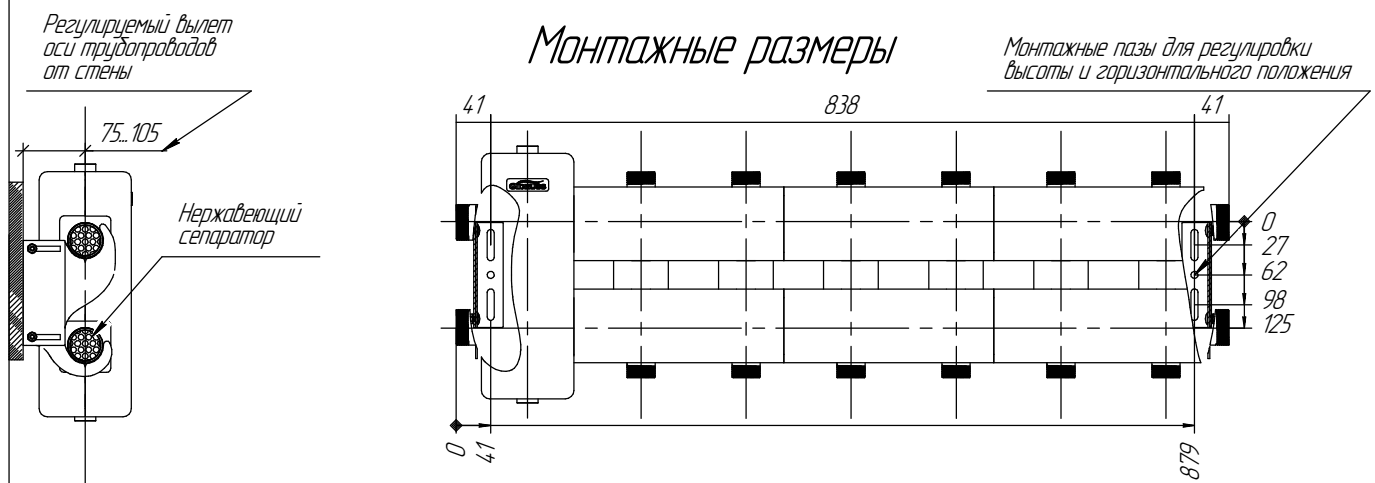 Регулируемый вылет
оси трубопроводов
от стены
75...105
Нержавеющий
сепаратор
Монтажные размеры
Монтажные пазы для регулировки
высоты и горизонтального положения
41
838
41
0
27
62
98
125
0
41
879